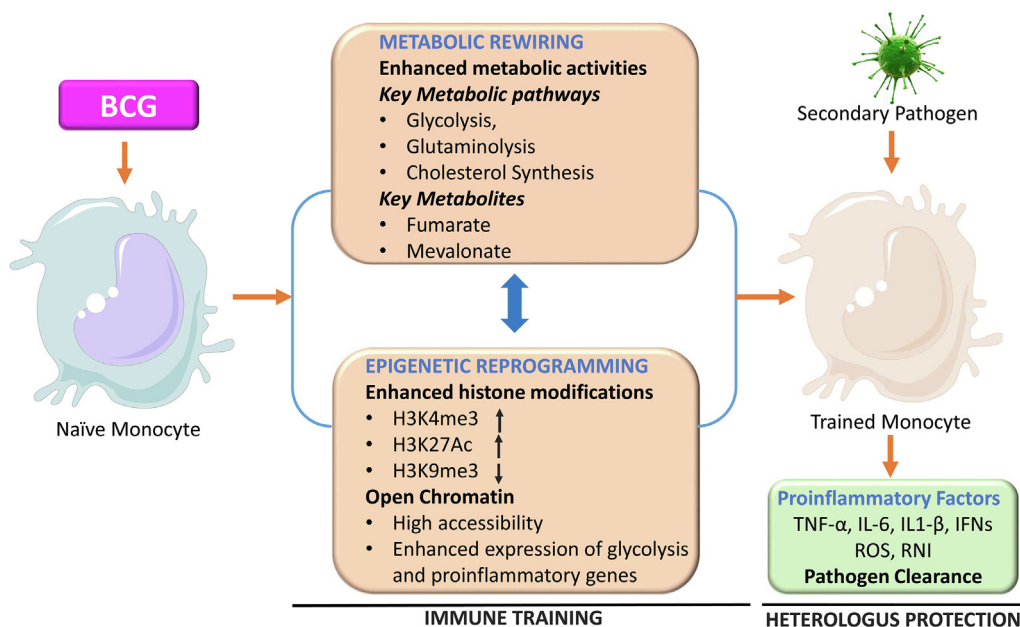 BCG
Naïve Monocyte
METABOLIC REWIRING
Enhanced metabolic activities
Key Metabolic pathways
• Glycolysis,
• Glutaminolysis
• Cholesterol Synthesis
Key Metabolites
• Fumarate
• Mevalonate
EPIGENETIC REPROGRAMMING
Enhanced histone modifications
• H3K4me3 ↑
• H3K27Ac ↑
• H3K9me3 ↓
Open Chromatin
• High accessibility
• Enhanced expression of glycolysis
and proinflammatory genes
IMMUNE TRAINING
Secondary Pathogen
Trained Monocyte
Proinflammatory Factors
TNF-α, IL-6, IL1-β, IFNs
ROS, RNI
Pathogen Clearance
HETEROLOGUS PROTECTION